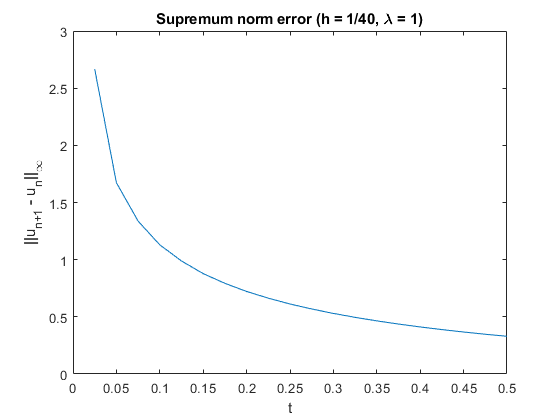 Supremum norm error (h = 1/40, λ = 1)
3
2.5
2
1.5
1
0.5
0
||u_{n+1} - u_n||_∞
0 0.05 0.1 0.15 0.2 0.25 0.3 0.35 0.4 0.45 0.5
t